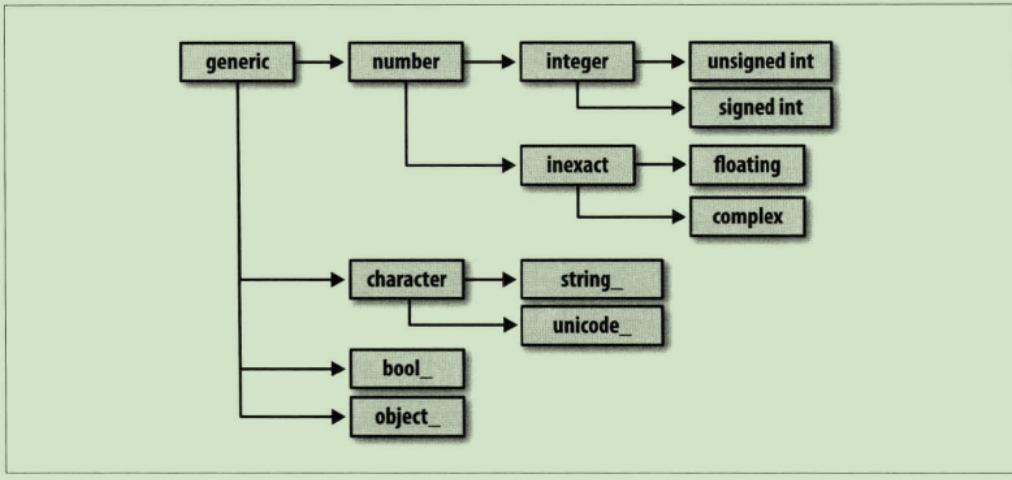 generic
number
integer
unsigned int
signed int
inexact
floating
complex
character
string_
unicode_
bool_
object_